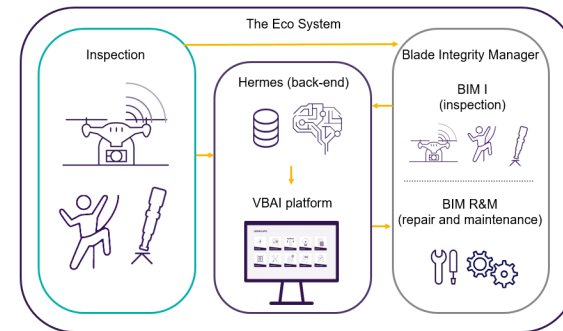 The Eco System
Inspection
Hermes (back-end)
VBAI platform
Blade Integrity Manager
BIM I
(inspection)
BIM R&M
(repair and maintenance)